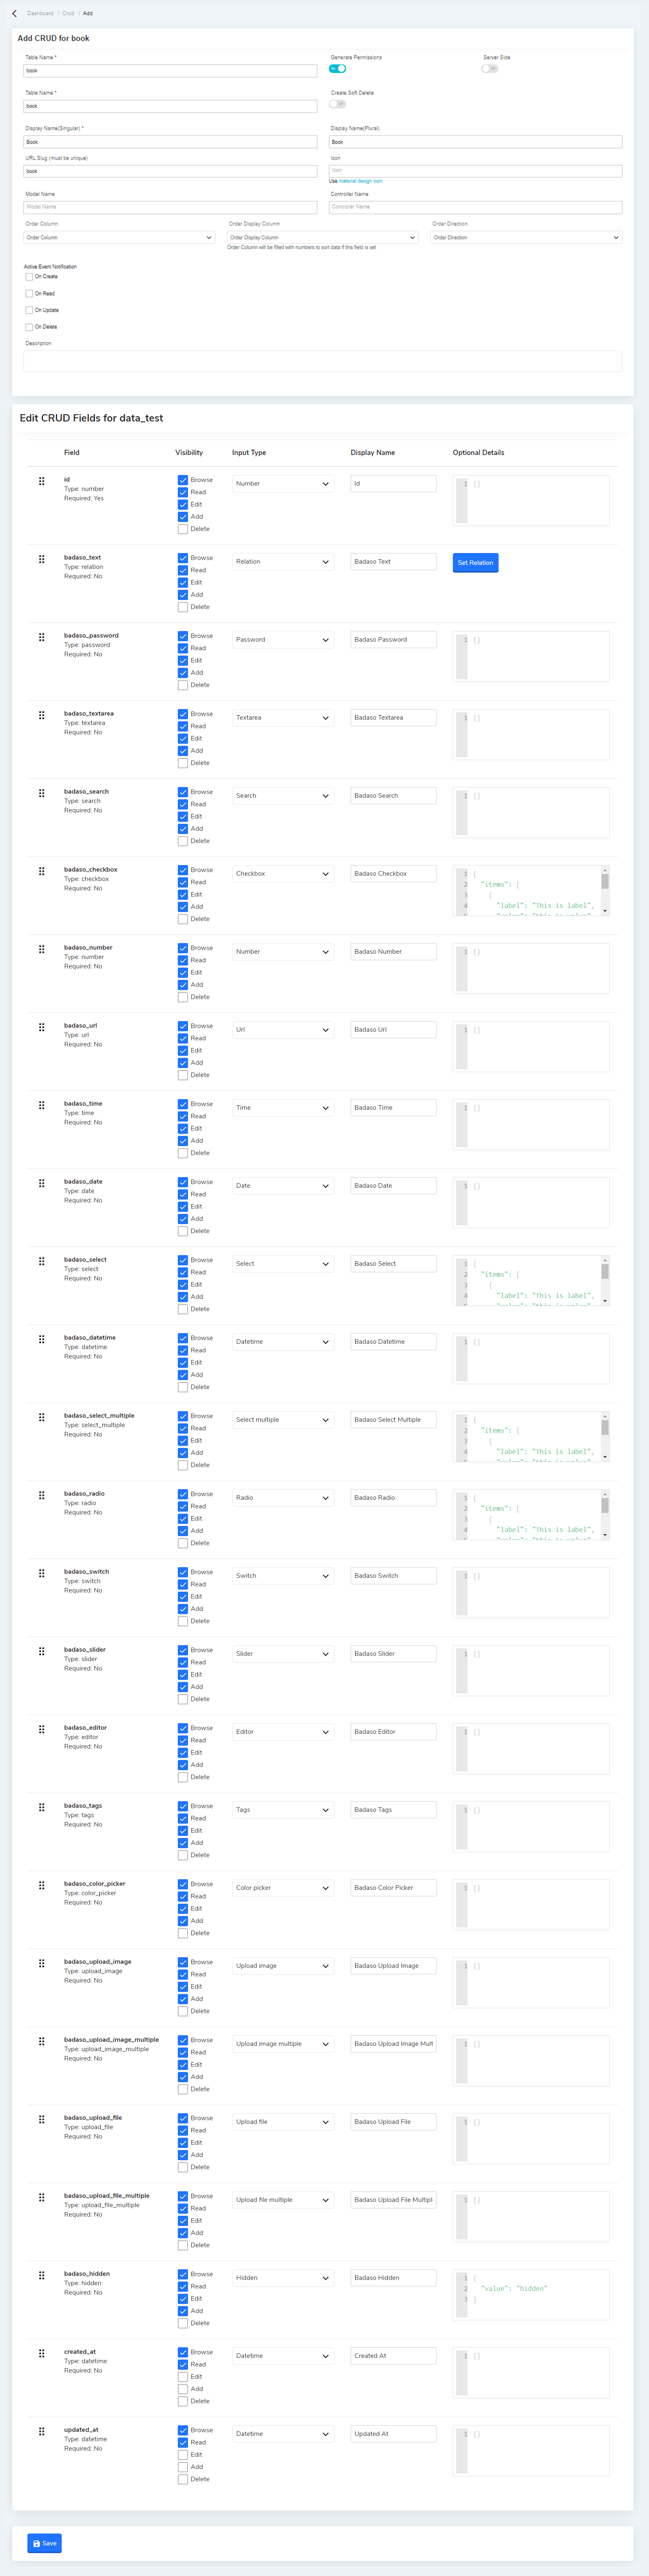 Dashboard / Crud / Add
Add CRUD for book
Table Name * Generate Permissions Server Side
book
Table Name * Create Soft Delete
book
Display Name(Singular) * Display Name(Plural)
Book Book
URL Slug (must be unique) Icon
book Icon
Use material design icon
Model Name Controller Name
Model Name Controller Name
Order Column Order Display Column Order Direction
Order Column Order Display Column Order Direction
Order Column will be filled with numbers to sort data if this field is set
Active Event Notification
On Create
On Read
On Update
On Delete
Description
Edit CRUD Fields for data_test
Field Visibility Input Type Display Name Optional Details
id Browse Number Id 1 {}
Type: number Read
Required: Yes Edit
Add
Delete
badaso_text Browse Relation Badaso Text Set Relation
Type: relation Read
Required: No Edit
Add
Delete
badaso_password Browse Password Badaso Password 1 {}
Type: password Read
Required: No Edit
Add
Delete
badaso_textarea Browse Textarea Badaso Textarea 1 {}
Type: textarea Read
Required: No Edit
Add
Delete
badaso_search Browse Search Badaso Search 1 {}
Type: search Read
Required: No Edit
Add
Delete
badaso_checkbox Browse Checkbox Badaso Checkbox 1 {
Type: checkbox Read 2 "items": [
Required: No Edit 3 {
Add 4 "label": "This is label",
Delete
badaso_number Browse Number Badaso Number 1 {}
Type: number Read
Required: No Edit
Add
Delete
badaso_url Browse Url Badaso Url 1 {}
Type: url Read
Required: No Edit
Add
Delete
badaso_time Browse Time Badaso Time 1 {}
Type: time Read
Required: No Edit
Add
Delete
badaso_date Browse Date Badaso Date 1 {}
Type: date Read
Required: No Edit
Add
Delete
badaso_select Browse Select Badaso Select 1 {
Type: select Read 2 "items": [
Required: No Edit 3 {
Add 4 "label": "This is label",
Delete
badaso_datetime Browse Datetime Badaso Datetime 1 {}
Type: datetime Read
Required: No Edit
Add
Delete
badaso_select_multiple Browse Select multiple Badaso Select Multiple 1 {
Type: select_multiple Read 2 "items": [
Required: No Edit 3 {
Add 4 "label": "This is label",
Delete
badaso_radio Browse Radio Badaso Radio 1 {
Type: radio Read 2 "items": [
Required: No Edit 3 {
Add 4 "label": "This is label",
Delete
badaso_switch Browse Switch Badaso Switch 1 {}
Type: switch Read
Required: No Edit
Add
Delete
badaso_slider Browse Slider Badaso Slider 1 {}
Type: slider Read
Required: No Edit
Add
Delete
badaso_editor Browse Editor Badaso Editor 1 {}
Type: editor Read
Required: No Edit
Add
Delete
badaso_tags Browse Tags Badaso Tags 1 {}
Type: tags Read
Required: No Edit
Add
Delete
badaso_color_picker Browse Color picker Badaso Color Picker 1 {}
Type: color_picker Read
Required: No Edit
Add
Delete
badaso_upload_image Browse Upload image Badaso Upload Image 1 {}
Type: upload_image Read
Required: No Edit
Add
Delete
badaso_upload_image_multiple Browse Upload image multiple Badaso Upload Image Mult 1 {}
Type: upload_image_multiple Read
Required: No Edit
Add
Delete
badaso_upload_file Browse Upload file Badaso Upload File 1 {}
Type: upload_file Read
Required: No Edit
Add
Delete
badaso_upload_file_multiple Browse Upload file multiple Badaso Upload File Multipl 1 {}
Type: upload_file_multiple Read
Required: No Edit
Add
Delete
badaso_hidden Browse Hidden Badaso Hidden 1 {
Type: hidden Read 2 "value": "hidden"
Required: No Edit 3 }
Add
Delete
created_at Browse Datetime Created At 1 {}
Type: datetime Read
Required: No Edit
Add
Delete
updated_at Browse Datetime Updated At 1 {}
Type: datetime Read
Required: No Edit
Add
Delete
Save